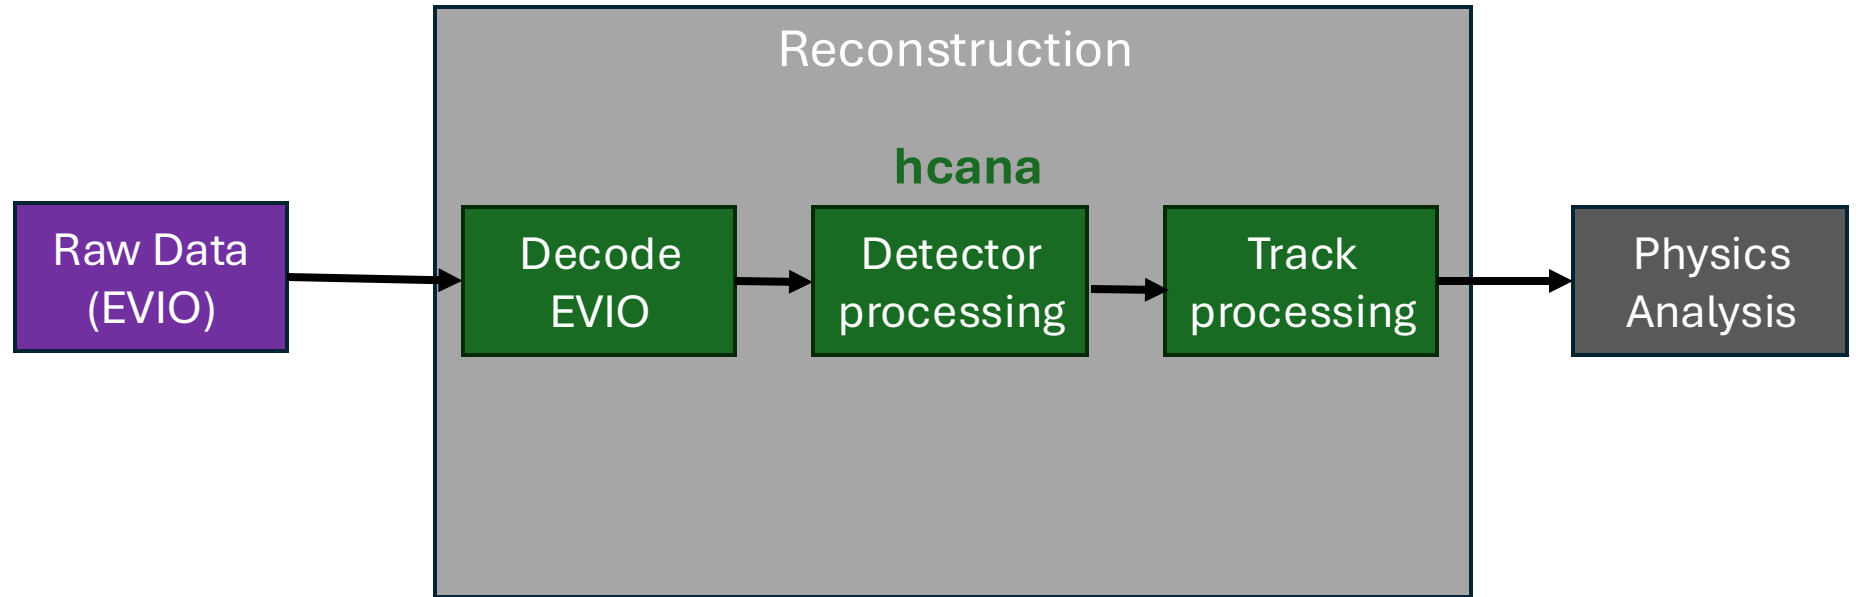 Reconstruction
hcana
Raw Data
(EVIO)
Decode
EVIO
Detector
processing
Track
processing
Physics
Analysis